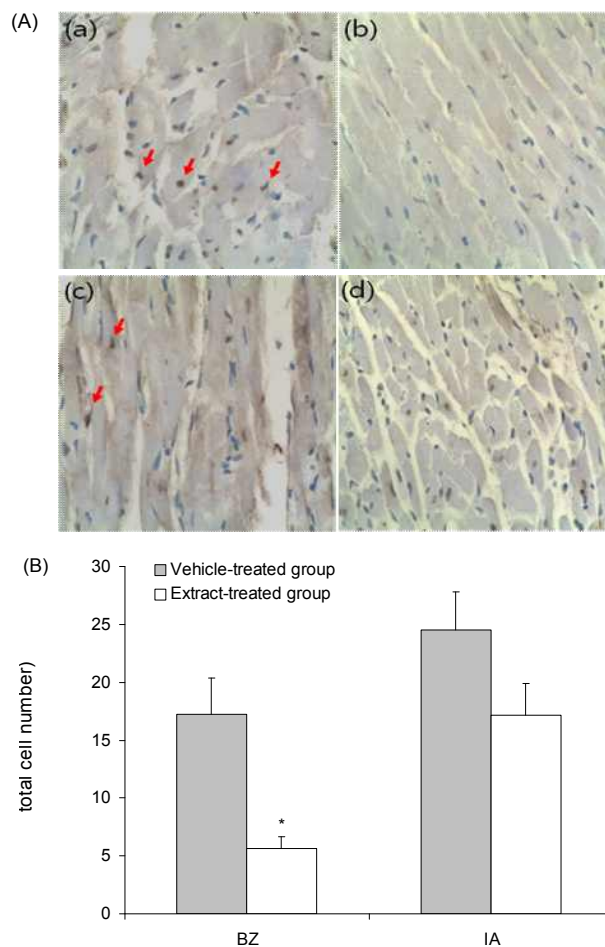 (A)
(a)
(b)
(c)
(d)
(B)
30
Vehicle-treated group
Extract-treated group
25
20
15
10
5
0
total cell number)
*
BZ
IA